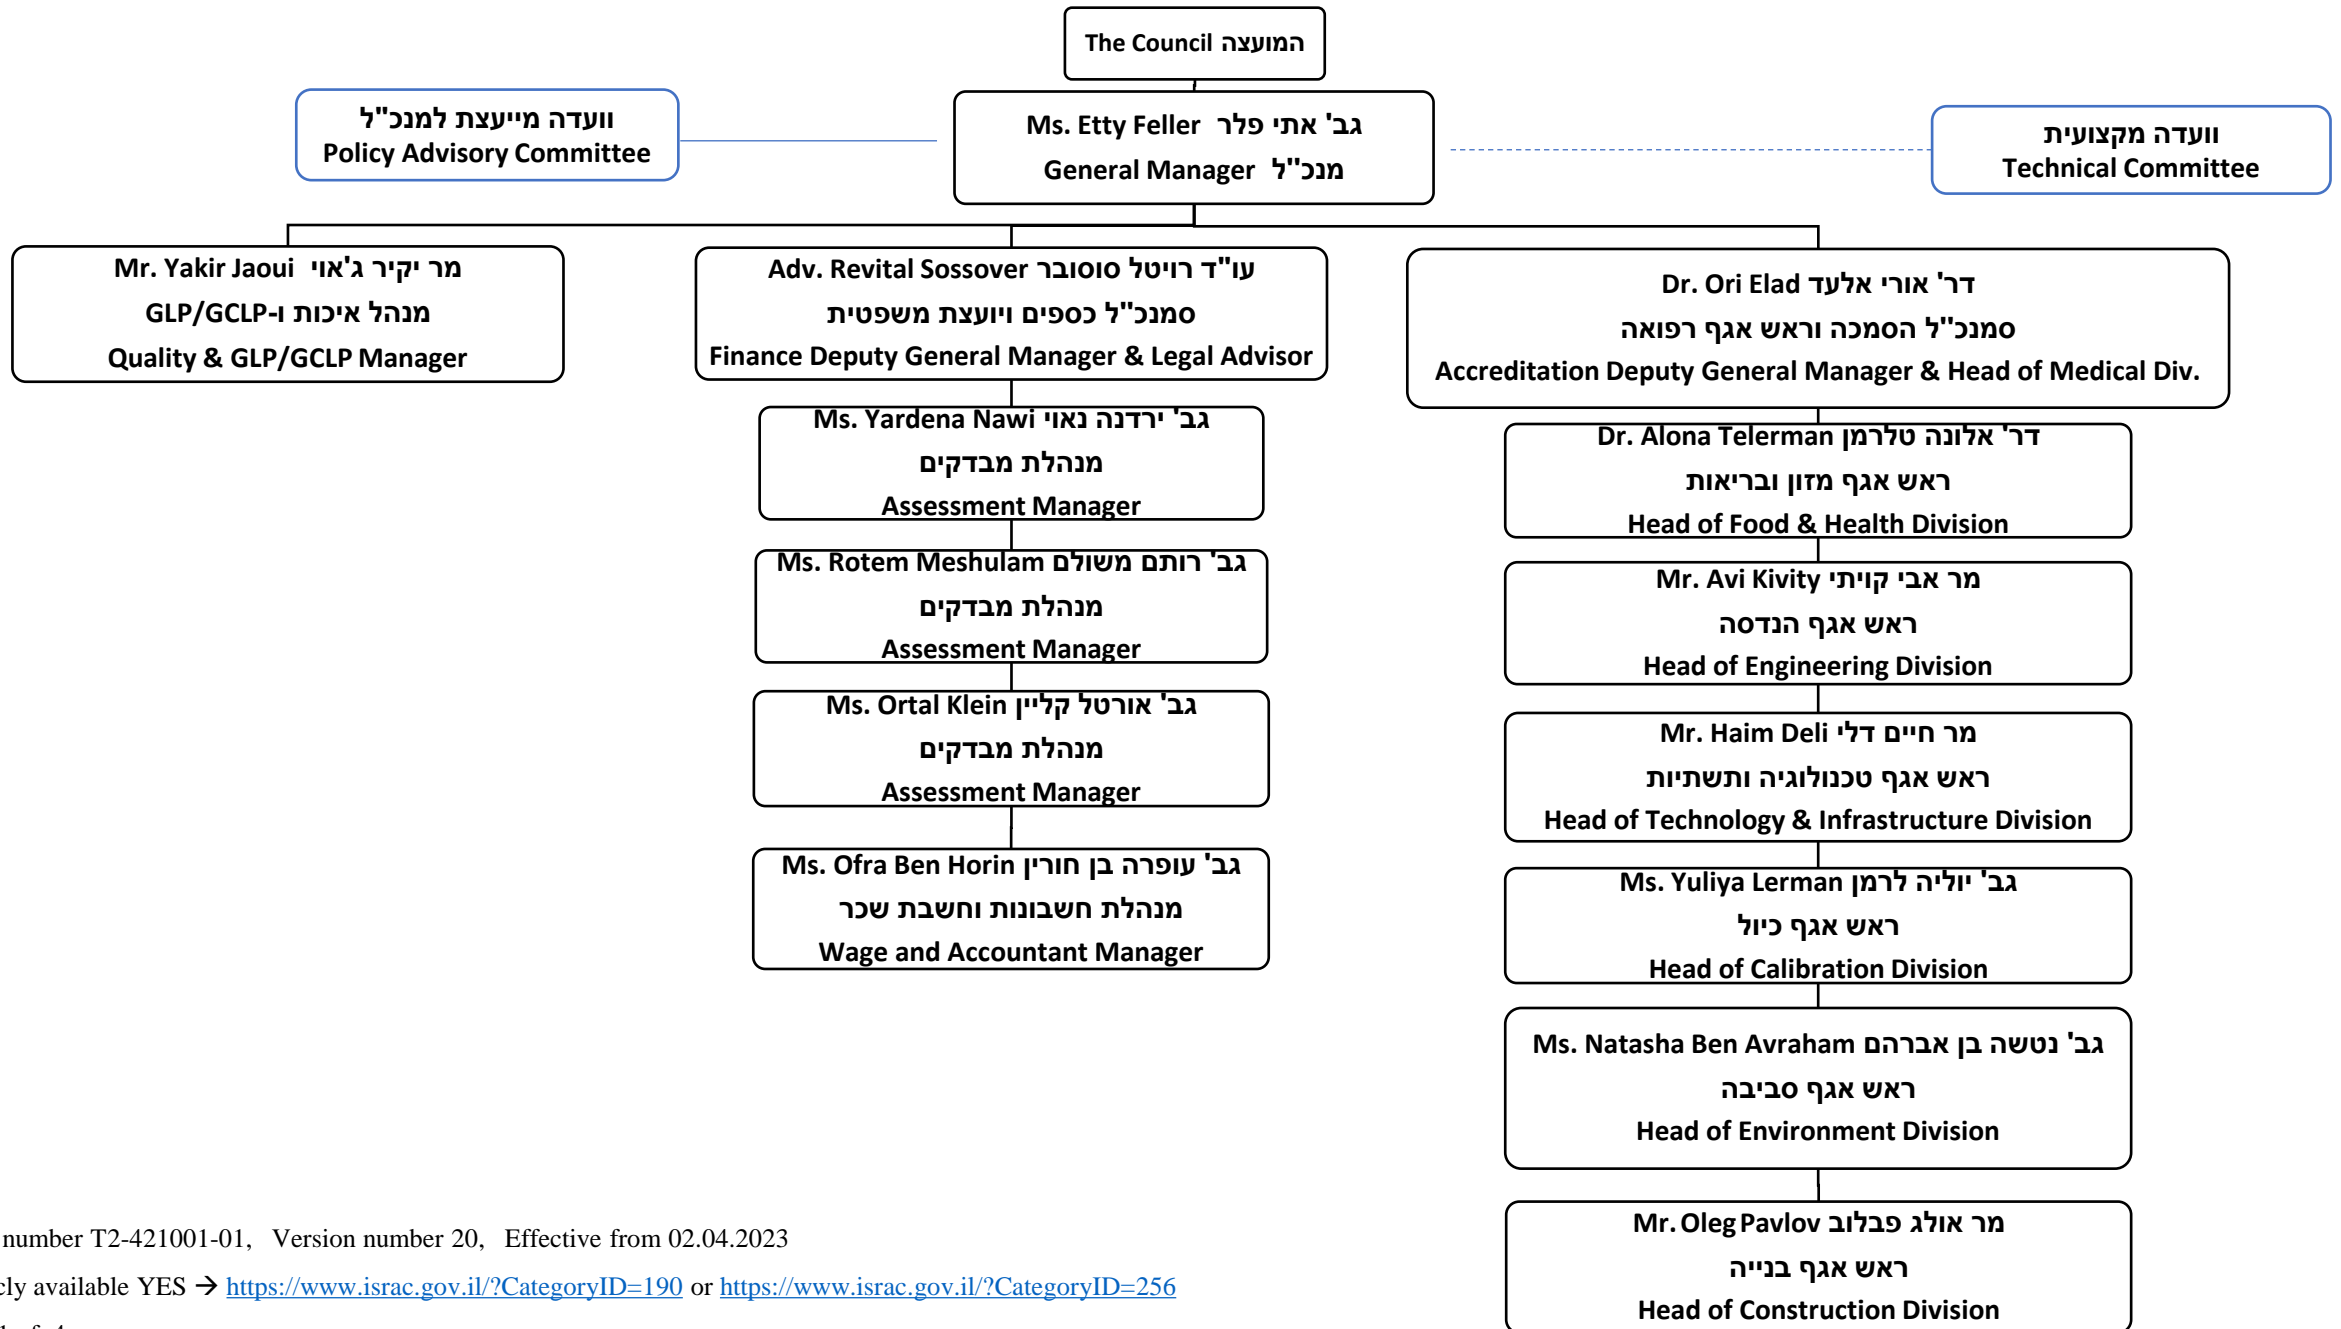 The Council המועצה
וועדה מייעצת למנכ"ל
Policy Advisory Committee
Ms. Etty Feller גב' אתי פלר
General Manager מנכ"ל
וועדה מקצועית
Technical Committee
Mr. Yakir Jaoui מר יקיר ג'אוי
מנהל איכות ו-GLP/GCLP
Quality & GLP/GCLP Manager
Adv. Revital Sossover עו"ד רויטל סוסובר
סמנכ"ל כספים ויועצת משפטית
Finance Deputy General Manager & Legal Advisor
Dr. Ori Elad דר' אורי אלעד
סמנכ"ל הסמכה וראש אגף רפואה
Accreditation Deputy General Manager & Head of Medical Div.
Ms. Yardena Nawi גב' ירדנה נאוי
מנהלת מבדקים
Assessment Manager
Ms. Rotem Meshulam גב' רותם משולם
מנהלת מבדקים
Assessment Manager
Ms. Ortal Klein גב' אורטל קליין
מנהלת מבדקים
Assessment Manager
Ms. Ofra Ben Horin גב' עופרה בן חורין
מנהלת חשבונות וחשבת שכר
Wage and Accountant Manager
Dr. Alona Telerman דר' אלונה טלרמן
ראש אגף מזון ובריאות
Head of Food & Health Division
Mr. Avi Kivity מר אבי קויתי
ראש אגף הנדסה
Head of Engineering Division
Mr. Haim Deli מר חיים דלי
ראש אגף טכנולוגיה ותשתיות
Head of Technology & Infrastructure Division
Ms. Yuliya Lerman גב' יוליה לרמן
ראש אגף כיול
Head of Calibration Division
Ms. Natasha Ben Avraham גב' נטשה בן אברהם
ראש אגף סביבה
Head of Environment Division
Mr. Oleg Pavlov מר אולג פבלוב
ראש אגף בנייה
Head of Construction Division
number T2-421001-01, Version number 20, Effective from 02.04.2023
cly available YES → https://www.israc.gov.il/?CategoryID=190 or https://www.israc.gov.il/?CategoryID=256